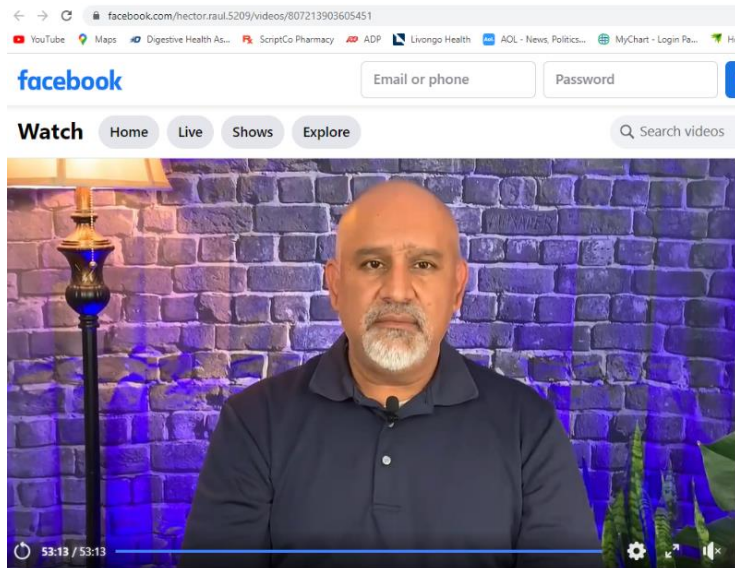 facebook.com/hector.raul.5209/videos/807213903605451
YouTube Maps Digestive Health As... ScriptCo Pharmacy ADP Livongo Health AOL - News, Politics... MyChart - Login Pa...
facebook Email or phone Password
Watch Home Live Shows Explore Search videos
53:13 / 53:13